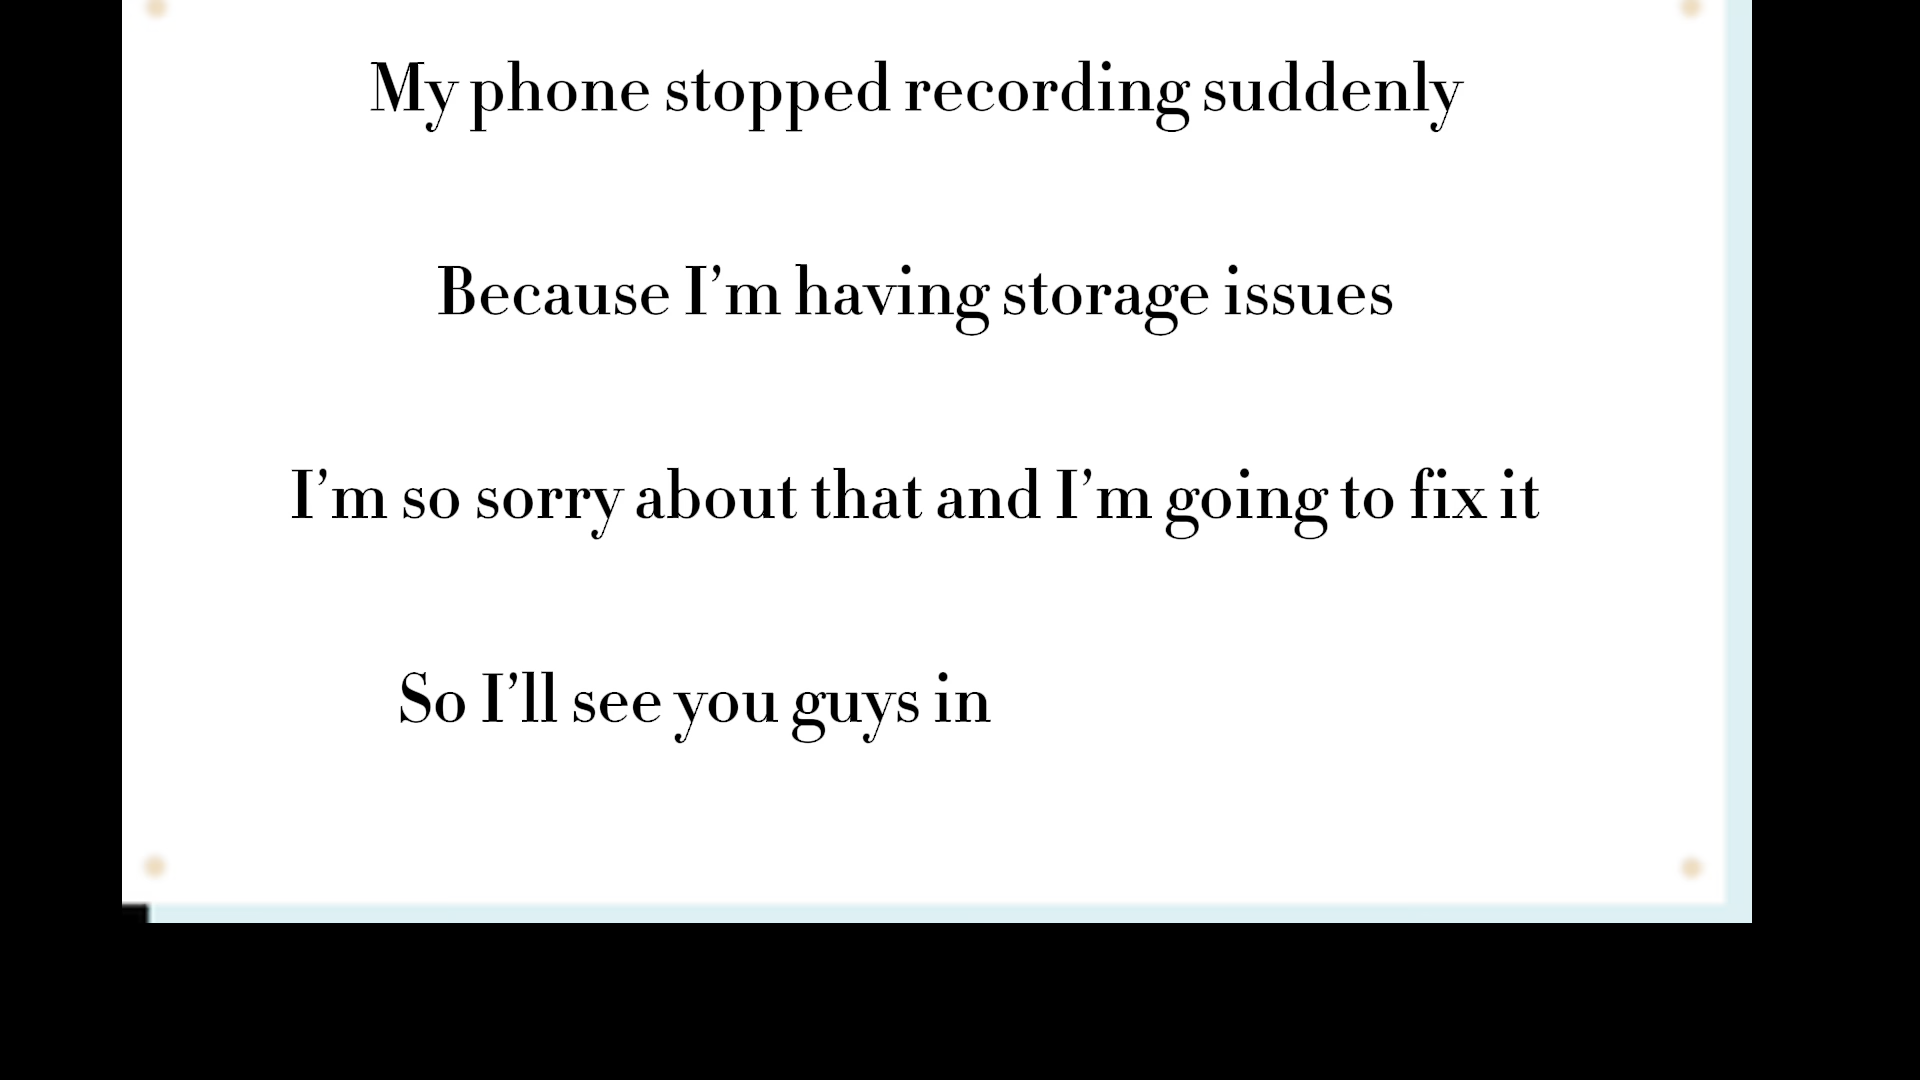 My phone stopped recording suddenly
Because I’m having storage issues
I’m so sorry about that and I’m going to fix it
So I’ll see you guys in